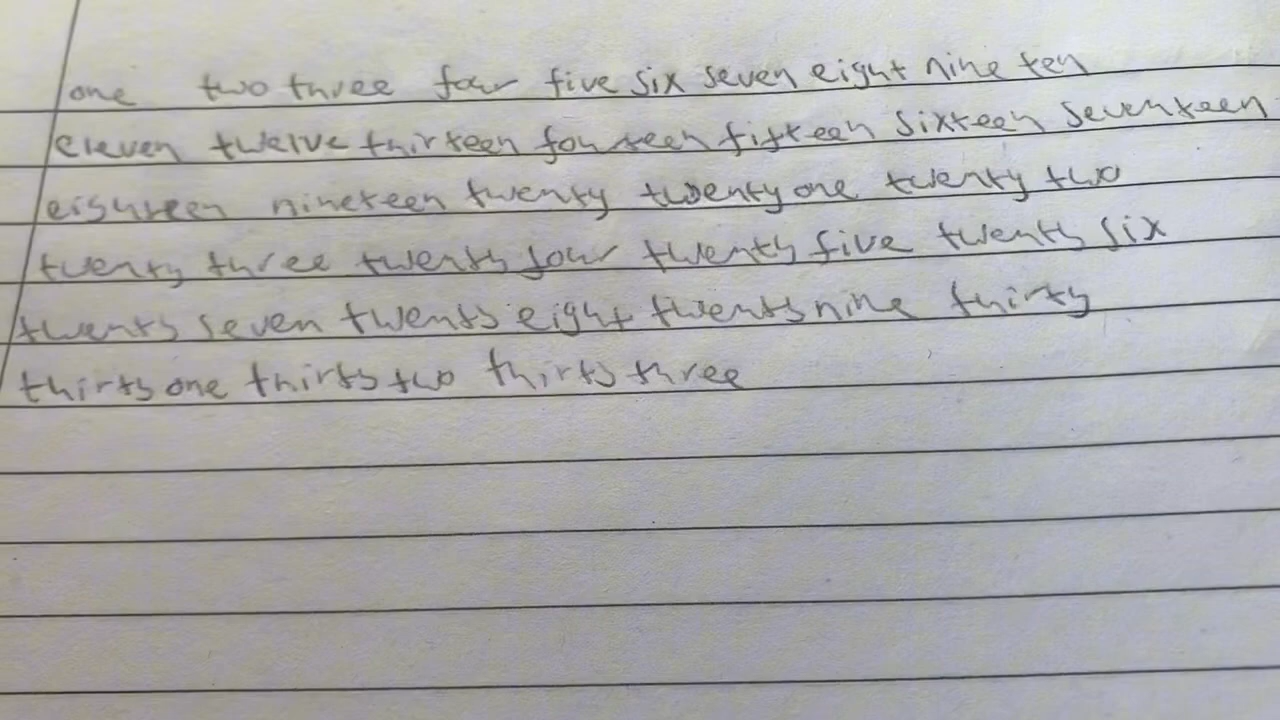 one two three four five six seven eight nine ten
eleven twelve thirteen fourteen fifteen sixteen seventeen
eighteen nineteen twenty twenty one twenty two
twenty three twenty four twenty five twenty six
twenty seven twenty eight twenty nine thirty
thirty one thirty two thirty three